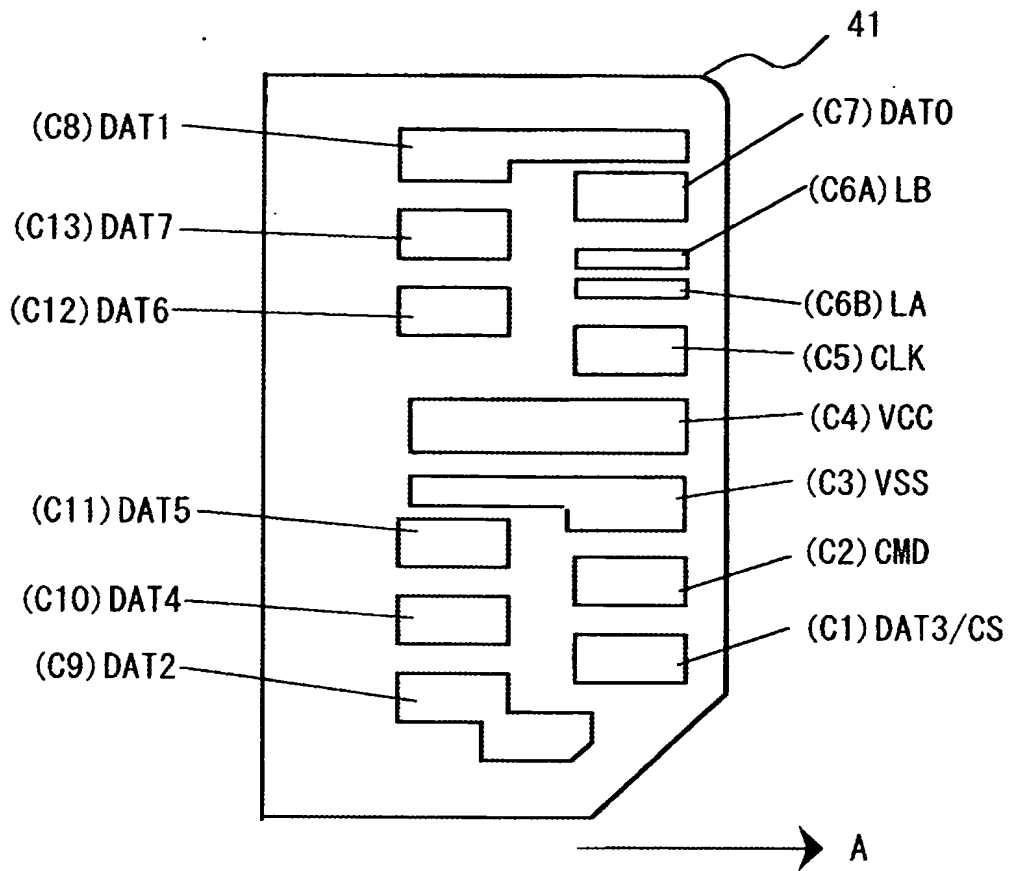 41
(C8)DAT1
(C7)DAT0
(C6A)LB
(C13)DAT7
(C6B)LA
(C12)DAT6
(C5)CLK
(C4)VCC
(C3)VSS
(C11)DAT5
(C2)CMD
(C10)DAT4
(C1)DAT3/CS
(C9)DAT2
A